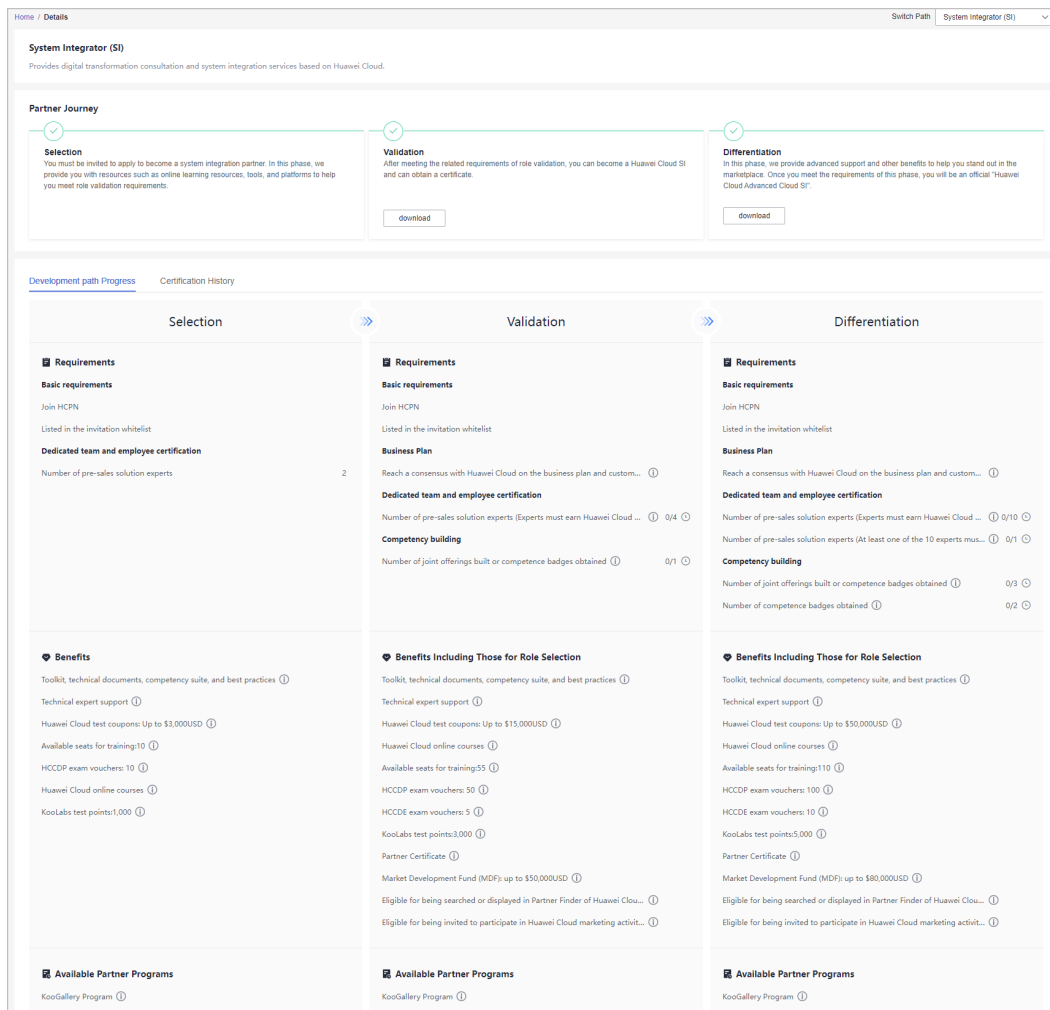 Home / Details
Switch Path System Integrator (SI)
System Integrator (SI)
Provides digital transformation consultation and system integration services based on Huawei Cloud.
Partner Journey
Selection
You must be invited to apply to become a system integration partner. In this phase, we
provide you with resources such as online learning resources, tools, and platforms to help
you meet role validation requirements.
Validation
After meeting the related requirements of role validation, you can become a Huawei Cloud SI
and can obtain a certificate.
download
Differentiation
In this phase, we provide advanced support and other benefits to help you stand out in the
marketplace. Once you meet the requirements of this phase, you will be an official "Huawei
Cloud Advanced Cloud SI".
download
Development path Progress
Certification History
Selection
Requirements
Basic requirements
Join HCPN
Listed in the invitation whitelist
Dedicated team and employee certification
Number of pre-sales solution experts 2
Benefits
Toolkit, technical documents, competency suite, and best practices
Technical expert support
Huawei Cloud test coupons: Up to $3,000USD
Available seats for training:10
HCCDP exam vouchers: 10
Huawei Cloud online courses
KooLabs test points:1,000
Available Partner Programs
KooGallery Program
Validation
Requirements
Basic requirements
Join HCPN
Listed in the invitation whitelist
Business Plan
Reach a consensus with Huawei Cloud on the business plan and custom...
Dedicated team and employee certification
Number of pre-sales solution experts (Experts must earn Huawei Cloud ... 0/4
Competency building
Number of joint offerings built or competence badges obtained 0/1
Benefits Including Those for Role Selection
Toolkit, technical documents, competency suite, and best practices
Technical expert support
Huawei Cloud test coupons: Up to $15,000USD
Huawei Cloud online courses
Available seats for training:55
HCCDP exam vouchers: 50
HCCDE exam vouchers: 5
KooLabs test points:3,000
Partner Certificate
Market Development Fund (MDF): up to $50,000USD
Eligible for being searched or displayed in Partner Finder of Huawei Clou...
Eligible for being invited to participate in Huawei Cloud marketing activit...
Available Partner Programs
KooGallery Program
Differentiation
Requirements
Basic requirements
Join HCPN
Listed in the invitation whitelist
Business Plan
Reach a consensus with Huawei Cloud on the business plan and custom...
Dedicated team and employee certification
Number of pre-sales solution experts (Experts must earn Huawei Cloud ... 0/10
Number of pre-sales solution experts (At least one of the 10 experts mus... 0/1
Competency building
Number of joint offerings built or competence badges obtained 0/3
Number of competence badges obtained 0/2
Benefits Including Those for Role Selection
Toolkit, technical documents, competency suite, and best practices
Technical expert support
Huawei Cloud test coupons: Up to $50,000USD
Huawei Cloud online courses
Available seats for training:110
HCCDP exam vouchers: 100
HCCDE exam vouchers: 10
KooLabs test points:5,000
Partner Certificate
Market Development Fund (MDF): up to $80,000USD
Eligible for being searched or displayed in Partner Finder of Huawei Clou...
Eligible for being invited to participate in Huawei Cloud marketing activit...
Available Partner Programs
KooGallery Program